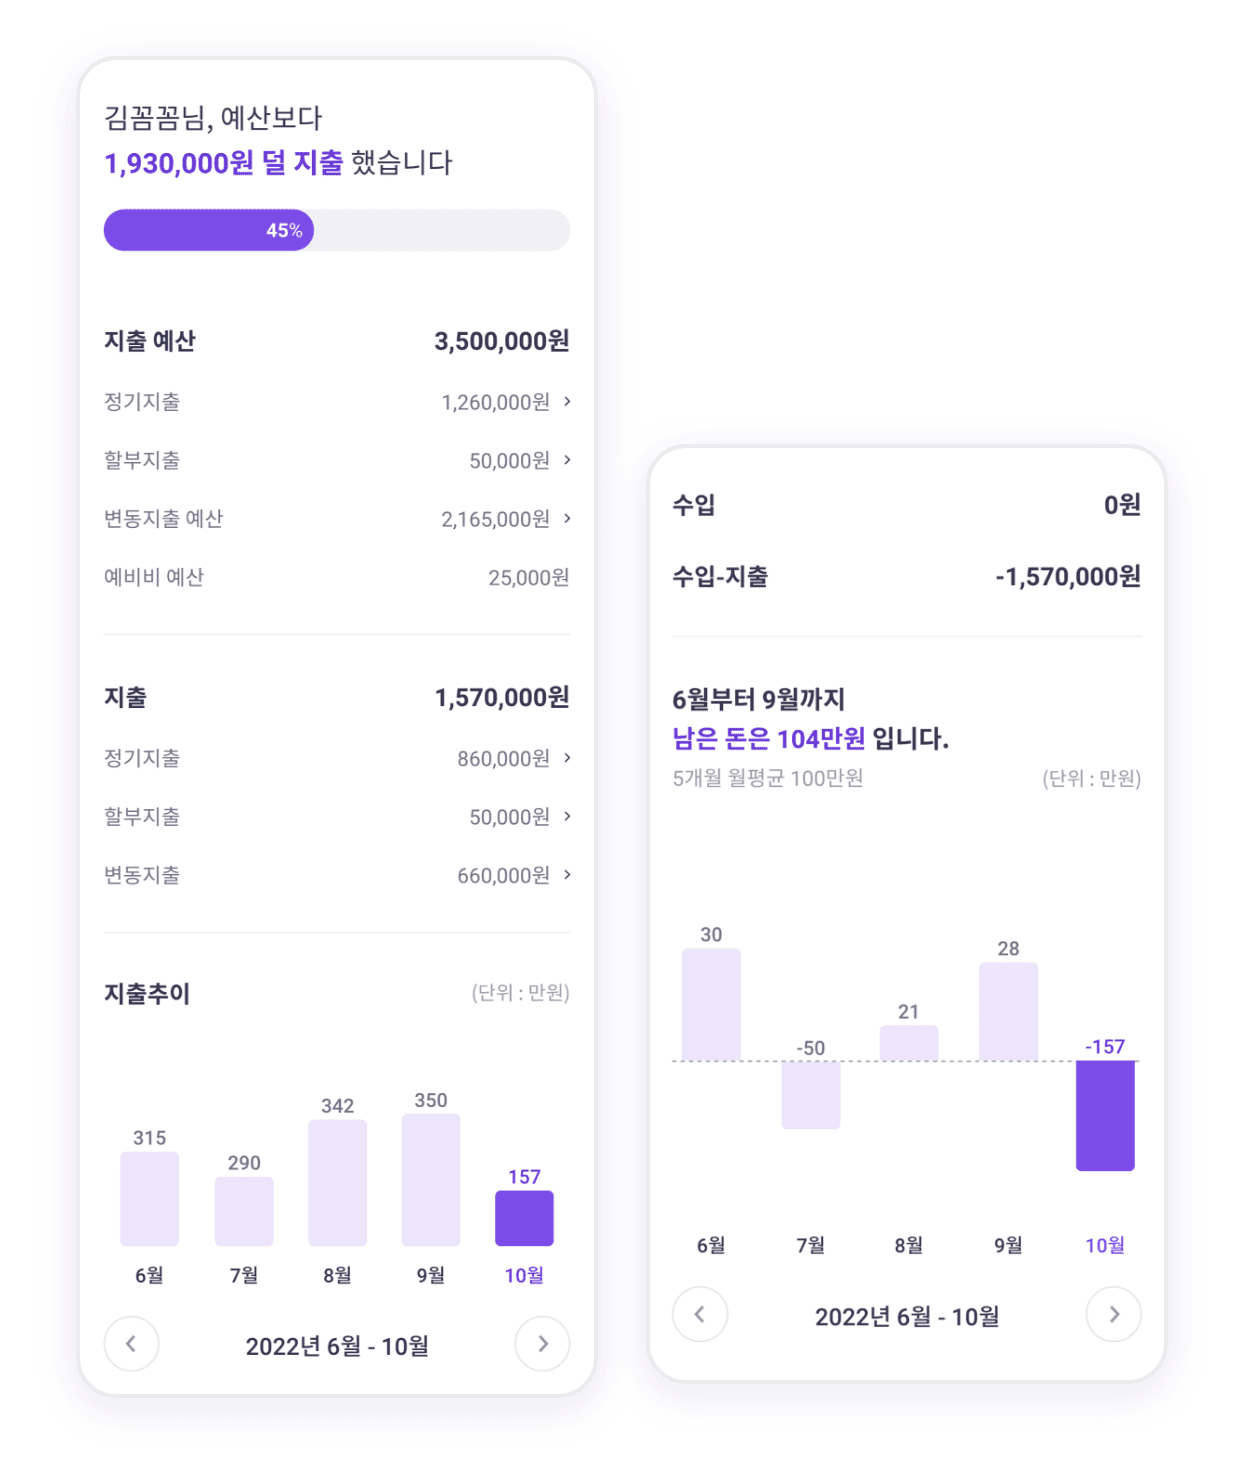 김꼼꼼님, 예산보다
1,930,000원 덜 지출 했습니다
45%
지출 예산 3,500,000원
정기지출 1,260,000원 >
할부지출 50,000원 >
변동지출 예산 2,165,000원 >
예비비 예산 25,000원
지출 1,570,000원
정기지출 860,000원 >
할부지출 50,000원 >
변동지출 660,000원 >
지출추이 (단위 : 만원)
315 290 342 350 157
6월 7월 8월 9월 10월
< 2022년 6월 - 10월 >
수입 0원
수입-지출 -1,570,000원
6월부터 9월까지
남은 돈은 104만원 입니다.
5개월 월평균 100만원 (단위 : 만원)
30 -50 21 28 -157
6월 7월 8월 9월 10월
< 2022년 6월 - 10월 >